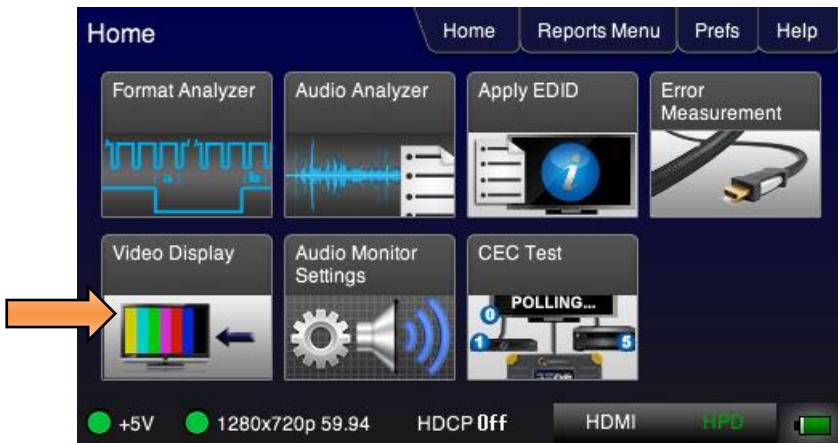 Home
Home Reports Menu Prefs Help
Format Analyzer
Audio Analyzer
Apply EDID
Error
Measurement
a b
i
Video Display
Audio Monitor
Settings
CEC Test
POLLING...
0
1 5
+5V 1280x720p 59.94 HDCP Off HDMI HPD